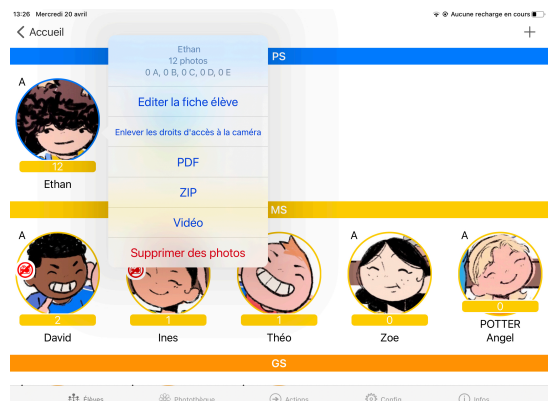 13:26 Mercredi 20 avril
Aucune recharge en cours
Accueil
PS
Ethan
12 photos
0 A, 0 B, 0 C, 0 D, 0 E
Editer la fiche élève
Enlever les droits d'accès à la caméra
PDF
ZIP
Vidéo
Supprimer des photos
A
12
Ethan
MS
A
A
A
2
1
1
0
0
David
Ines
Théo
Zoe
POTTER
Angel
GS
Élèves
Photothèque
Actions
Config
Infos